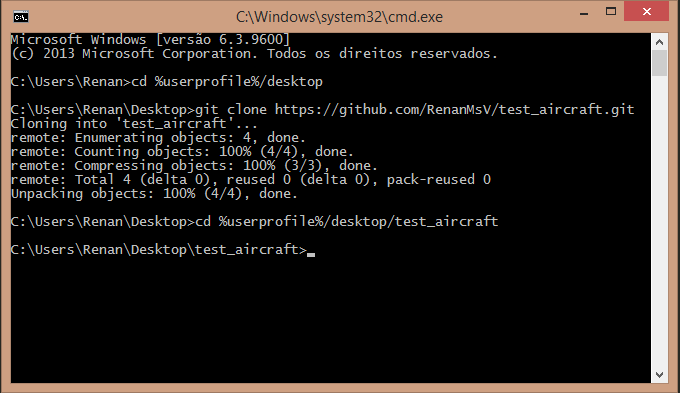 C:\Windows\system32\cmd.exe
Microsoft Windows [versão 6.3.9600]
(c) 2013 Microsoft Corporation. Todos os direitos reservados.
C:\Users\Renan>cd %userprofile%/desktop
C:\Users\Renan\Desktop>git clone https://github.com/RenanMsV/test_aircraft.git
Cloning into 'test_aircraft'...
remote: Enumerating objects: 4, done.
remote: Counting objects: 100% (4/4), done.
remote: Compressing objects: 100% (3/3), done.
remote: Total 4 (delta 0), reused 0 (delta 0), pack-reused 0
Unpacking objects: 100% (4/4), done.
C:\Users\Renan\Desktop>cd %userprofile%/desktop/test_aircraft
C:\Users\Renan\Desktop\test_aircraft>